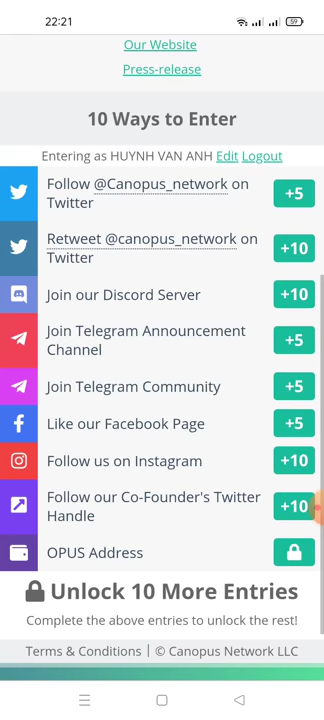 22:21
59
Our Website
Press-release
10 Ways to Enter
Entering as HUYNH VAN ANH Edit Logout
Follow @Canopus_network on
Twitter
+5
Retweet @canopus_network on
Twitter
+10
Join our Discord Server
+10
Join Telegram Announcement
Channel
+5
Join Telegram Community
+5
Like our Facebook Page
+5
Follow us on Instagram
+10
Follow our Co-Founder's Twitter
Handle
+10
OPUS Address
Unlock 10 More Entries
Complete the above entries to unlock the rest!
Terms & Conditions | © Canopus Network LLC